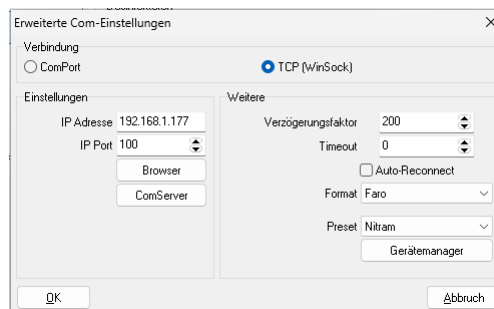 Erweiterte Com-Einstellungen
Verbindung
ComPort
TCP (WinSock)
Einstellungen
IP Adresse 192.168.1.177
IP Port 100
Browser
ComServer
Weitere
Verzögerungsfaktor 200
Timeout 0
Auto-Reconnect
Format Faro
Preset Nitram
Gerätemanager
OK
Abbruch